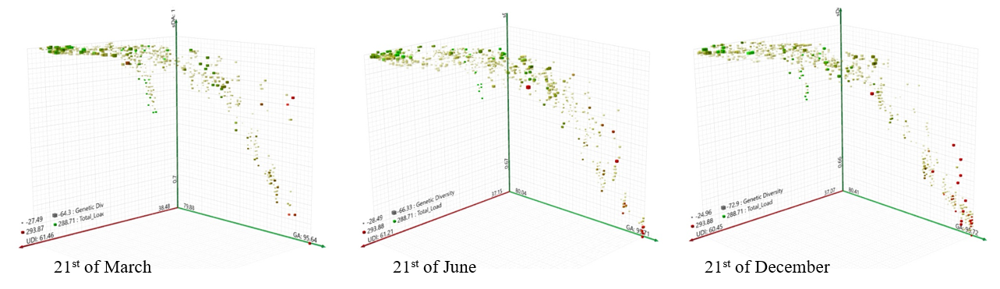 sDA: 1
0.7
38.48
79.88
-27.49
-64.3 : Genetic Div
293.87
288.71 : Total_Loa
UDI: 61.46
GA: 95.64
21st of March
0.67
37.15
80.04
-28.49
-66.33 : Genetic Diversity
293.88
288.71 : Total_Load
UDI: 61.21
21st of June
0.66
37.07
80.41
-24.96
-72.9 : Genetic Diversity
293.88
288.71 : Total_Load
UDI: 60.45
21st of December